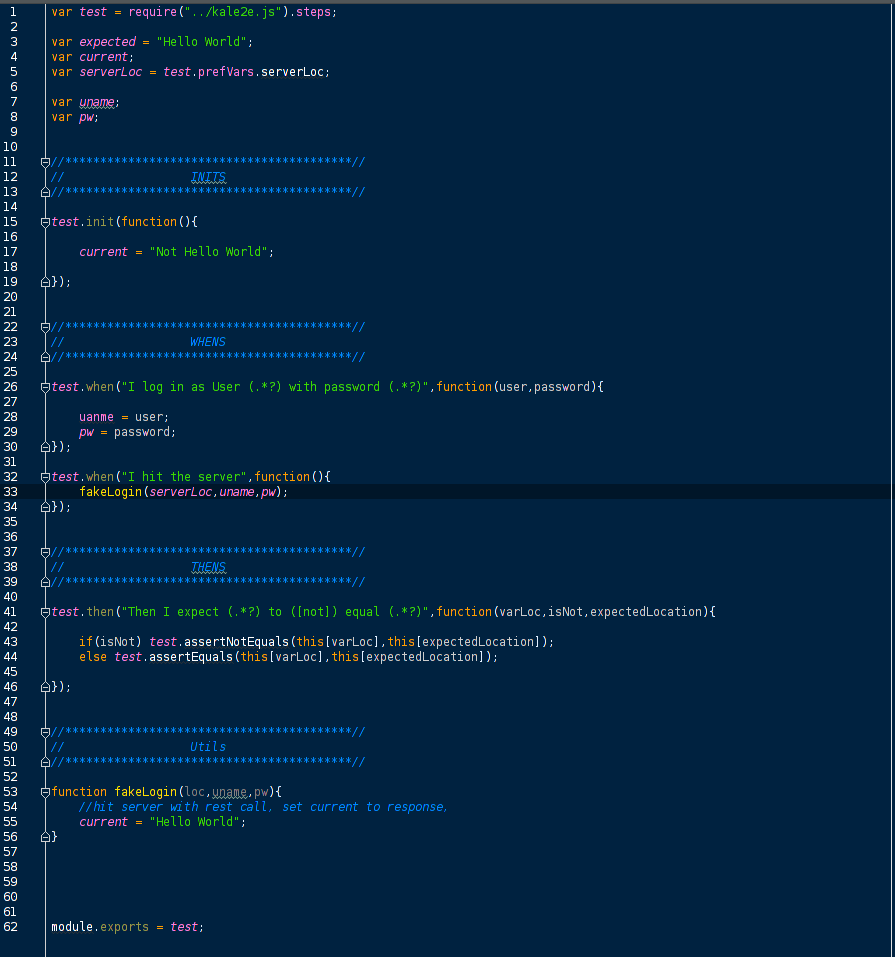 1 var test = require("../kale2e.js").steps;
2
3 var expected = "Hello World";
4 var current;
5 var serverLoc = test.prefVars.serverLoc;
6
7 var uname;
8 var pw;
9
10
11 //*****************************************//
12 // INITS
13 //*****************************************//
14
15 test.init(function(){
16
17 current = "Not Hello World";
18
19 });
20
21
22 //*****************************************//
23 // WHENS
24 //*****************************************//
25
26 test.when("I log in as User (.*?) with password (.*?)",function(user,password){
27
28 uanme = user;
29 pw = password;
30 });
31
32 test.when("I hit the server",function(){
33 fakeLogin(serverLoc,uname,pw);
34 });
35
36
37 //*****************************************//
38 // THENS
39 //*****************************************//
40
41 test.then("Then I expect (.*?) to ([not]) equal (.*?)",function(varLoc,isNot,expectedLocation){
42
43 if(isNot) test.assertNotEquals(this[varLoc],this[expectedLocation]);
44 else test.assertEquals(this[varLoc],this[expectedLocation]);
45
46 });
47
48
49 //*****************************************//
50 // Utils
51 //*****************************************//
52
53 function fakeLogin(loc,uname,pw){
54 //hit server with rest call, set current to response.
55 current = "Hello World";
56 }
57
58
59
60
61
62 module.exports = test;